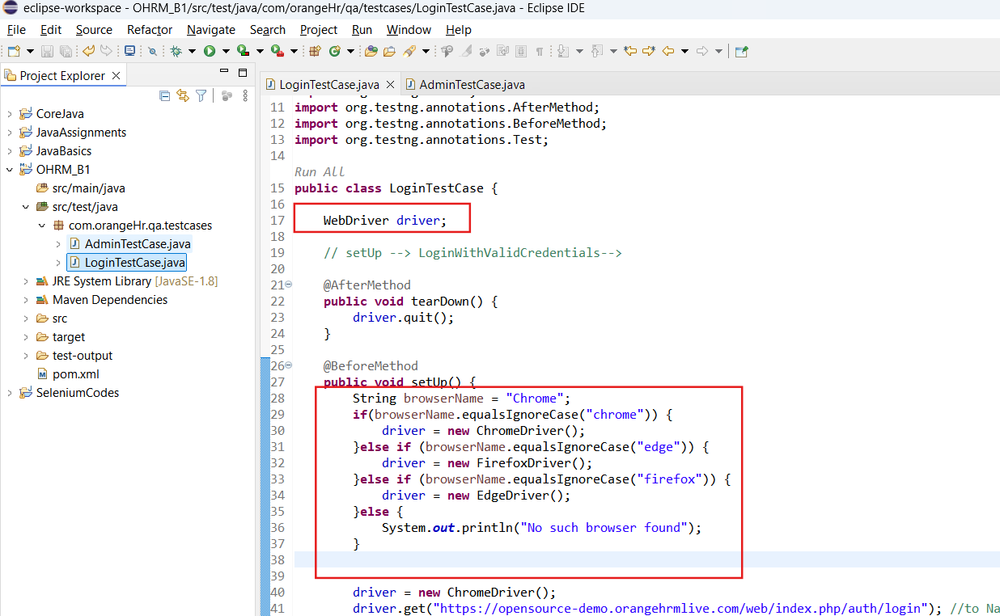 eclipse-workspace - OHRM_B1/src/test/java/com/orangeHr/qa/testcases/LoginTestCase.java - Eclipse IDE
File Edit Source Refactor Navigate Search Project Run Window Help
Project Explorer
CoreJava
JavaAssignments
JavaBasics
OHRM_B1
src/main/java
src/test/java
com.orangeHr.qa.testcases
AdminTestCase.java
LoginTestCase.java
JRE System Library [JavaSE-1.8]
Maven Dependencies
src
target
test-output
pom.xml
SeleniumCodes
LoginTestCase.java AdminTestCase.java
11 import org.testng.annotations.AfterMethod;
12 import org.testng.annotations.BeforeMethod;
13 import org.testng.annotations.Test;
14
Run All
15 public class LoginTestCase {
16
17 WebDriver driver;
18
19 // setUp --> LoginWithValidCredentials-->
20
21 @AfterMethod
22 public void tearDown() {
23 driver.quit();
24 }
25
26 @BeforeMethod
27 public void setUp() {
28 String browserName = "Chrome";
29 if(browserName.equalsIgnoreCase("chrome")) {
30 driver = new ChromeDriver();
31 }else if (browserName.equalsIgnoreCase("edge")) {
32 driver = new FirefoxDriver();
33 }else if (browserName.equalsIgnoreCase("firefox")) {
34 driver = new EdgeDriver();
35 }else {
36 System.out.println("No such browser found");
37 }
38
39
40 driver = new ChromeDriver();
41 driver.get("https://opensource-demo.orangehrmlive.com/web/index.php/auth/login"); //to Na